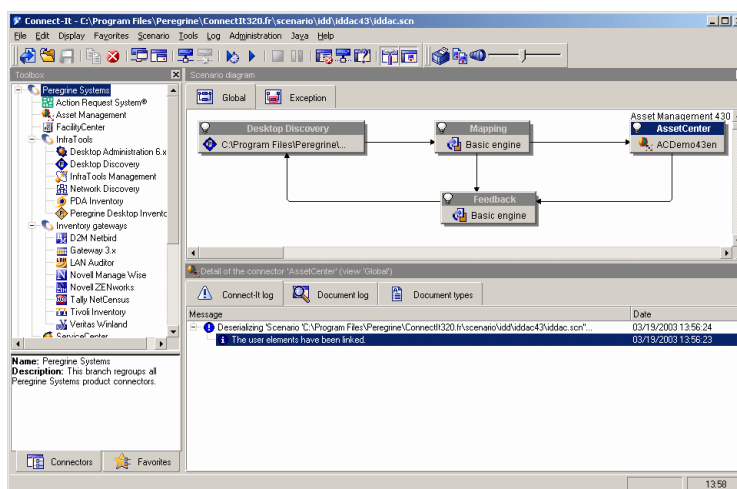 Connect-It - C:\Program Files\Peregrine\ConnectIt320.fr\scenario\idd\iddac43\iddac.scn
File Edit Display Favorites Scenario Tools Log Administration Java Help
Toolbox
Peregrine Systems
Action Request System®
Asset Management
FacilityCenter
InfraTools
Desktop Administration 6.x
Desktop Discovery
InfraTools Management
Network Discovery
PDA Inventory
Peregrine Desktop Invento
Inventory gateways
D2M Netbird
Gateway 3.x
LAN Auditor
Novell Manage Wise
Novell ZENworks
Tally NetCensus
Tivoli Inventory
Veritas Winland
ServiceCenter
Name: Peregrine Systems
Description: This branch regroups all
Peregrine Systems product connectors.
Connectors Favorites
Scenario diagram
Global Exception
Asset Management 430
Desktop Discovery
C:\Program Files\Peregrine\...
Mapping
Basic engine
AssetCenter
ACDemo43en
Feedback
Basic engine
Detail of the connector 'AssetCenter' (view 'Global')
Connect-It log Document log Document types
Message Date
Deserializing 'Scenario 'C:\Program Files\Peregrine\ConnectIt320.fr\scenario\idd\iddac43\iddac.scn''... 03/19/2003 13:56:24
The user elements have been linked. 03/19/2003 13:56:23
13:58